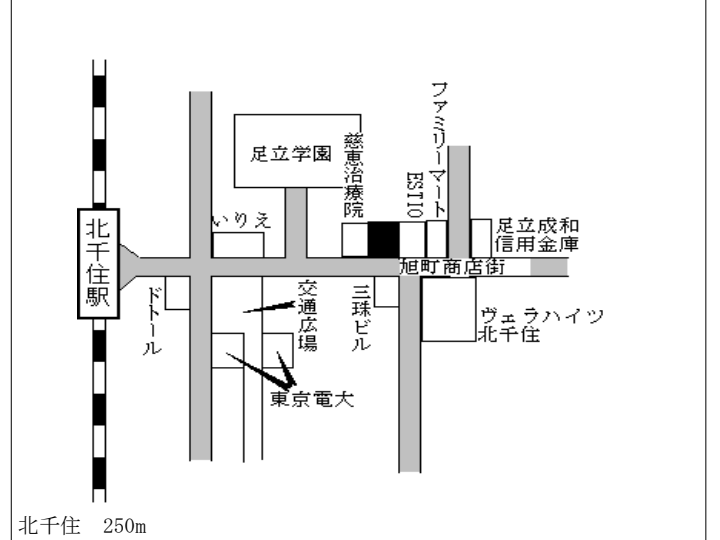 足立学園
慈恵治療院
ESTIO
ファミリーマート
いりえ
足立成和
信用金庫
北千住駅
旭町商店街
ドトール
交通広場
三珠ビル
ヴェラハイツ
北千住
東京電大
北千住　250m